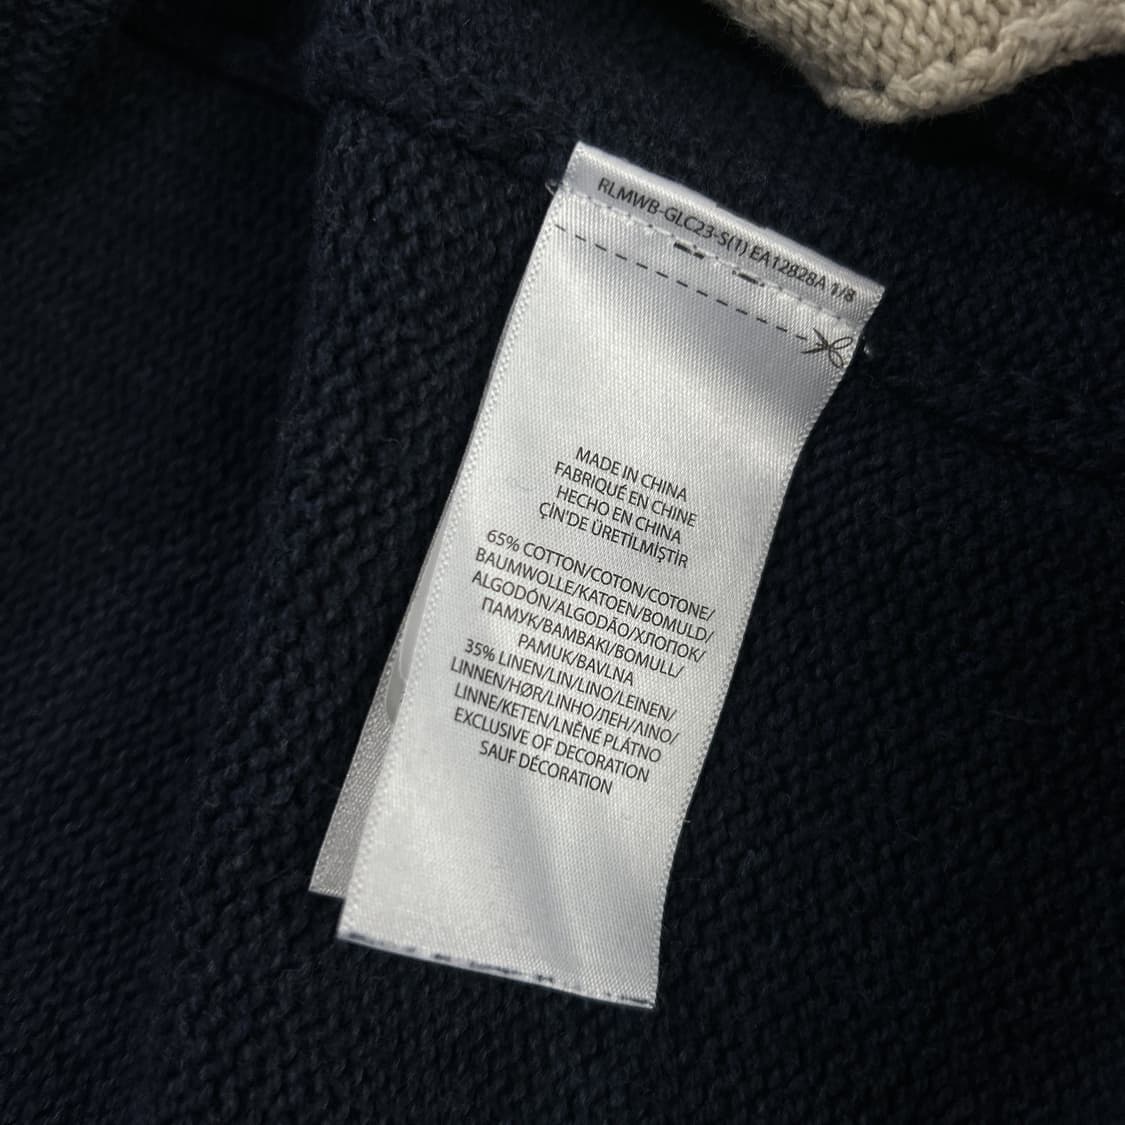 RLMWB-GLC23-S(1) EA12828A 1/8
MADE IN CHINA
FABRIQUÉ EN CHINE
HECHO EN CHINA
ÇİN'DE ÜRETİLMİŞTİR
65% COTTON/COTON/COTONE/
BAUMWOLLE/KATOEN/BOMULD/
ALGODÓN/ALGODÃO/ХЛОПОК/
ПАМУК/ΒΑΜΒΑΚΙ/BOMULL/
PAMUK/BAVLNA
35% LINEN/LIN/LINO/LEINEN/
LINNEN/HØR/LINHO/ЛЕН/ΛΙΝΟ/
LINNE/KETEN/LNĚNÉ PLÁTNO
EXCLUSIVE OF DECORATION
SAUF DÉCORATION